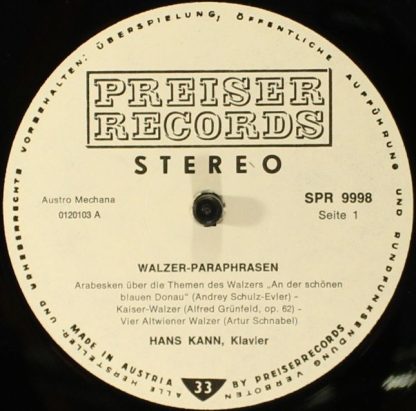 ALLE HERSTELLER- UND URHEBERRECHTE VORBEHALTEN: ÜBERSPIELUNG, ÖFFENTLICHE AUFFÜHRUNG UND RUNDFUNKSENDUNG VERBOTEN
PREISER
RECORDS
STEREO
Austro Mechana
0120103 A
SPR 9998
Seite 1
WALZER-PARAPHRASEN
Arabesken über die Themen des Walzers „An der schönen
blauen Donau“ (Andrey Schulz-Evler) –
Kaiser-Walzer (Alfred Grünfeld, op. 62) –
Vier Altwiener Walzer (Artur Schnabel)
HANS KANN, Klavier
MADE IN AUSTRIA 33 BY PREISERRECORDS